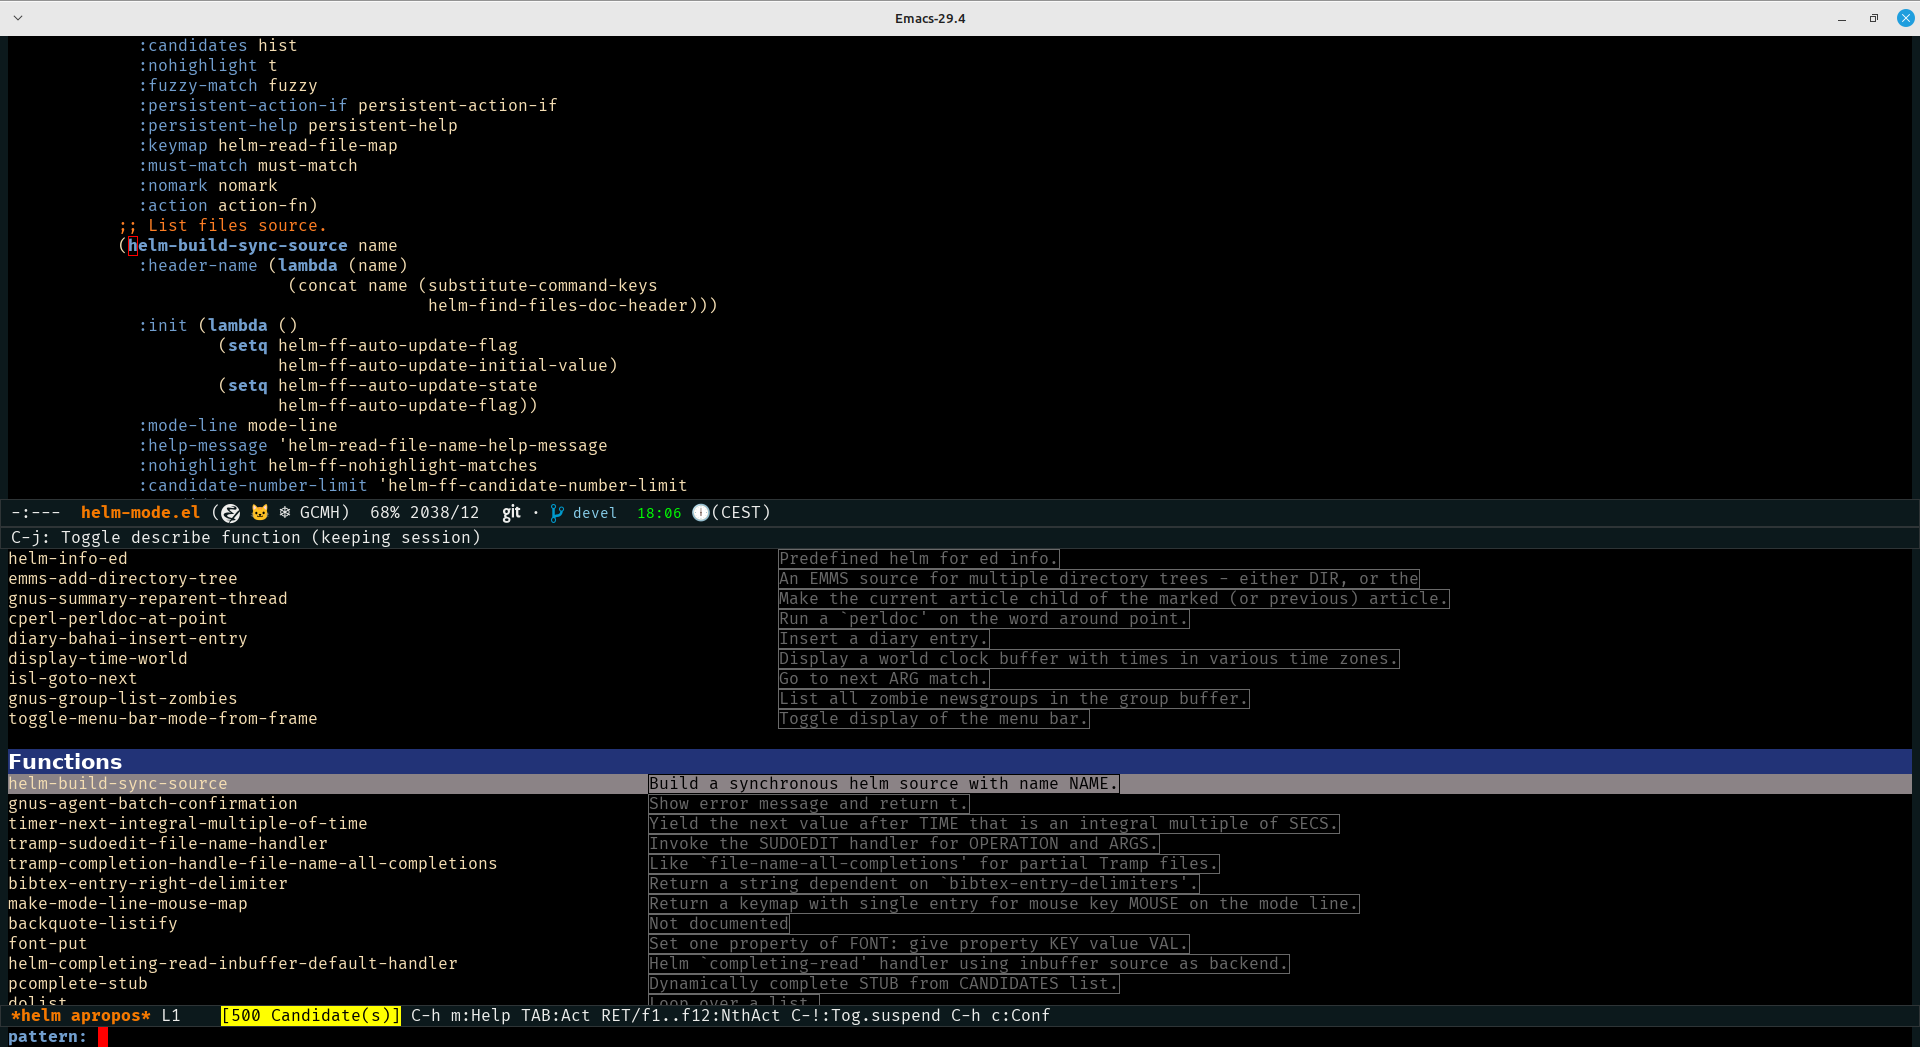 Emacs-29.4
:candidates hist
:nohighlight t
:fuzzy-match fuzzy
:persistent-action-if persistent-action-if
:persistent-help persistent-help
:keymap helm-read-file-map
:must-match must-match
:nomark nomark
:action action-fn)
;; List files source.
(helm-build-sync-source name
:header-name (lambda (name)
(concat name (substitute-command-keys
helm-find-files-doc-header)))
:init (lambda ()
(setq helm-ff-auto-update-flag
helm-ff-auto-update-initial-value)
(setq helm-ff--auto-update-state
helm-ff-auto-update-flag))
:mode-line mode-line
:help-message 'helm-read-file-name-help-message
:nohighlight helm-ff-nohighlight-matches
:candidate-number-limit 'helm-ff-candidate-number-limit
-:--- helm-mode.el (🐱 ❄ GCMH) 68% 2038/12 git · devel 18:06 (CEST)
C-j: Toggle describe function (keeping session)
helm-info-ed Predefined helm for ed info.
emms-add-directory-tree An EMMS source for multiple directory trees - either DIR, or the
gnus-summary-reparent-thread Make the current article child of the marked (or previous) article.
cperl-perldoc-at-point Run a `perldoc' on the word around point.
diary-bahai-insert-entry Insert a diary entry.
display-time-world Display a world clock buffer with times in various time zones.
isl-goto-next Go to next ARG match.
gnus-group-list-zombies List all zombie newsgroups in the group buffer.
toggle-menu-bar-mode-from-frame Toggle display of the menu bar.
Functions
helm-build-sync-source Build a synchronous helm source with name NAME.
gnus-agent-batch-confirmation Show error message and return t.
timer-next-integral-multiple-of-time Yield the next value after TIME that is an integral multiple of SECS.
tramp-sudoedit-file-name-handler Invoke the SUDOEDIT handler for OPERATION and ARGS.
tramp-completion-handle-file-name-all-completions Like `file-name-all-completions' for partial Tramp files.
bibtex-entry-right-delimiter Return a string dependent on `bibtex-entry-delimiters'.
make-mode-line-mouse-map Return a keymap with single entry for mouse key MOUSE on the mode line.
backquote-listify Not documented
font-put Set one property of FONT: give property KEY value VAL.
helm-completing-read-inbuffer-default-handler Helm `completing-read' handler using inbuffer source as backend.
pcomplete-stub Dynamically complete STUB from CANDIDATES list.
dolist Loop over a list.
*helm apropos* L1 [500 Candidate(s)] C-h m:Help TAB:Act RET/f1..f12:NthAct C-!:Tog.suspend C-h c:Conf
pattern: